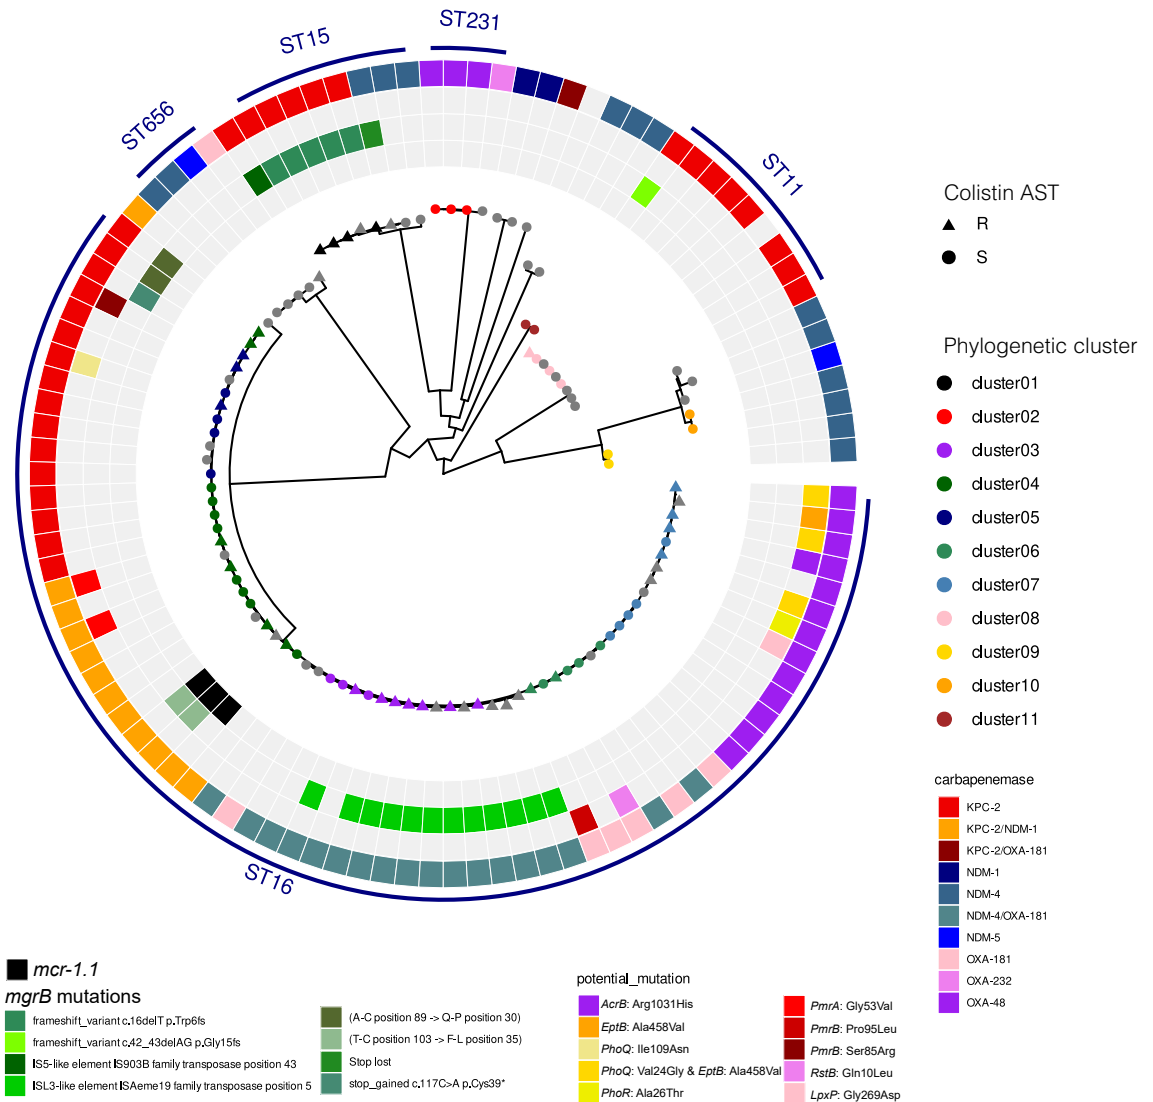 ST231
ST15
ST656
ST11
ST16
Colistin AST
R
S
Phylogenetic cluster
cluster01
cluster02
cluster03
cluster04
cluster05
cluster06
cluster07
cluster08
cluster09
cluster10
cluster11
carbapenemase
KPC-2
KPC-2/NDM-1
KPC-2/OXA-181
NDM-1
NDM-4
NDM-4/OXA-181
NDM-5
OXA-181
OXA-232
OXA-48
mcr-1.1
mgrB mutations
frameshift_variant c.16delT p.Trp6fs
frameshift_variant c.42_43delAG p.Gly15fs
IS5-like element IS903B family transposase position 43
ISL3-like element ISAeme19 family transposase position 5
(A-C position 89 -> Q-P position 30)
(T-C position 103 -> F-L position 35)
Stop lost
stop_gained c.117C>A p.Cys39*
potential_mutation
AcrB: Arg1031His
EptB: Ala458Val
PhoQ: Ile109Asn
PhoQ: Val24Gly & EptB: Ala458Val
PhoR: Ala26Thr
PmrA: Gly53Val
PmrB: Pro95Leu
PmrB: Ser85Arg
RstB: Gln10Leu
LpxP: Gly269Asp